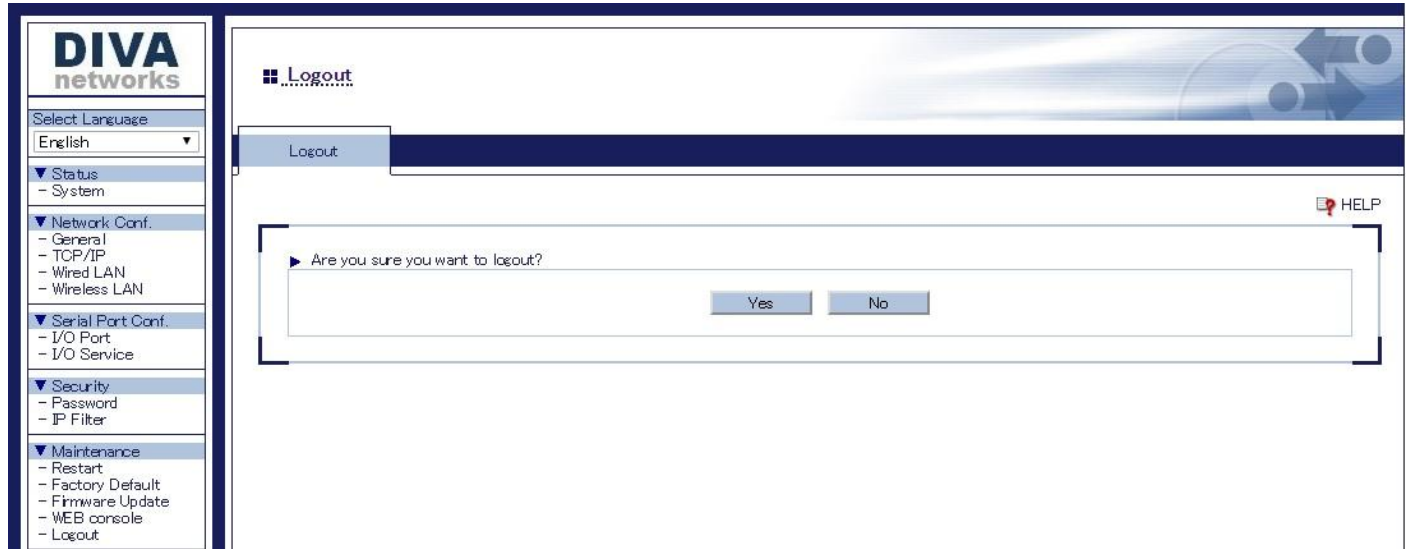 DIVA
networks
Select Language
English
▼ Status
- System
▼ Network Conf.
- General
- TCP/IP
- Wired LAN
- Wireless LAN
▼ Serial Port Conf.
- I/O Port
- I/O Service
▼ Security
- Password
- IP Filter
▼ Maintenance
- Restart
- Factory Default
- Firmware Update
- WEB console
- Logout
Logout
Logout
HELP
Are you sure you want to logout?
Yes No